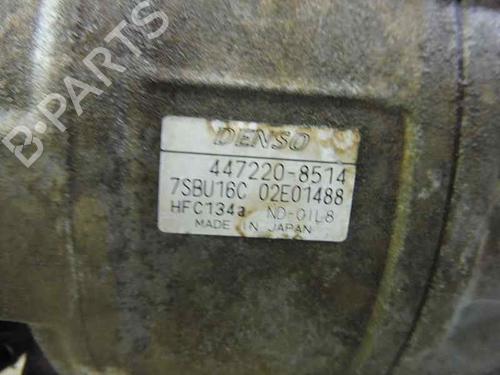 B-PARTS
DENSO
447220-8514
7SBU16C 02E01488
HFC134a ND-OIL8
MADE IN JAPAN